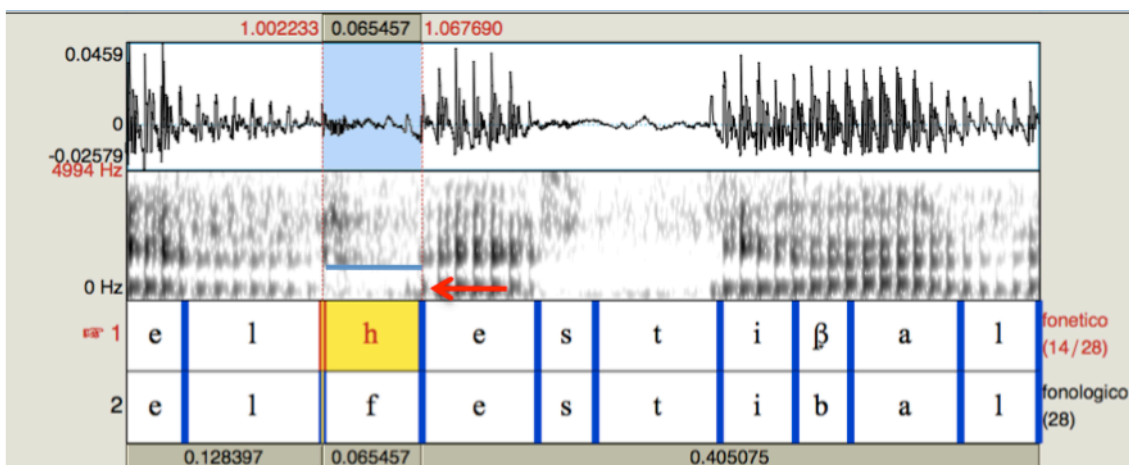 1.002233 0.065457 1.067690
0.0459
0
-0.02579
4994 Hz
0 Hz
☞ 1 e l h e s t i β̞ a l fonetico
(14/28)
2 e l f e s t i b a l fonologico
(28)
0.128397 0.065457 0.405075